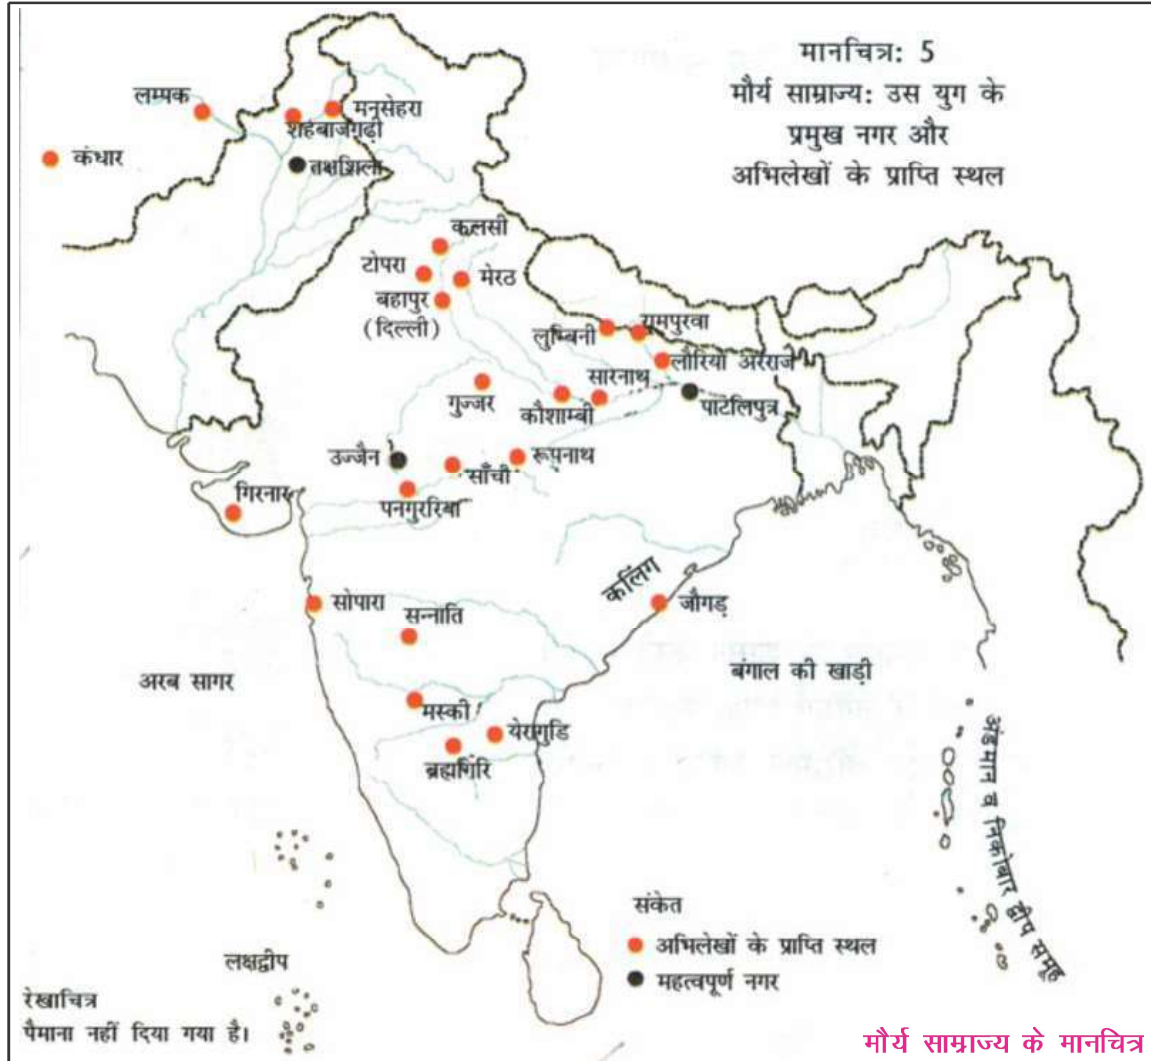 मानचित्र: 5
मौर्य साम्राज्य: उस युग के
प्रमुख नगर और
अभिलेखों के प्राप्ति स्थल
लम्पक
मनसेहरा
शहबाजगढ़ी
कंधार
तक्षशिला
कलसी
टोपरा
मेरठ
बहापुर
(दिल्ली)
लुम्बिनी
रामपुरवा
लौरिया अरराज
सारनाथ
गुज्जर
कौशाम्बी
पाटलिपुत्र
उज्जैन
साँची
रूपनाथ
पनगुररिया
गिरनार
कलिंग
सोपारा
जौगड़
सन्नाति
अरब सागर
बंगाल की खाड़ी
मस्की
येरागुडि
ब्रह्मगिरि
अंडमान व निकोबार द्वीप समूह
संकेत
अभिलेखों के प्राप्ति स्थल
महत्वपूर्ण नगर
लक्षद्वीप
रेखाचित्र
पैमाना नहीं दिया गया है।
मौर्य साम्राज्य के मानचित्र